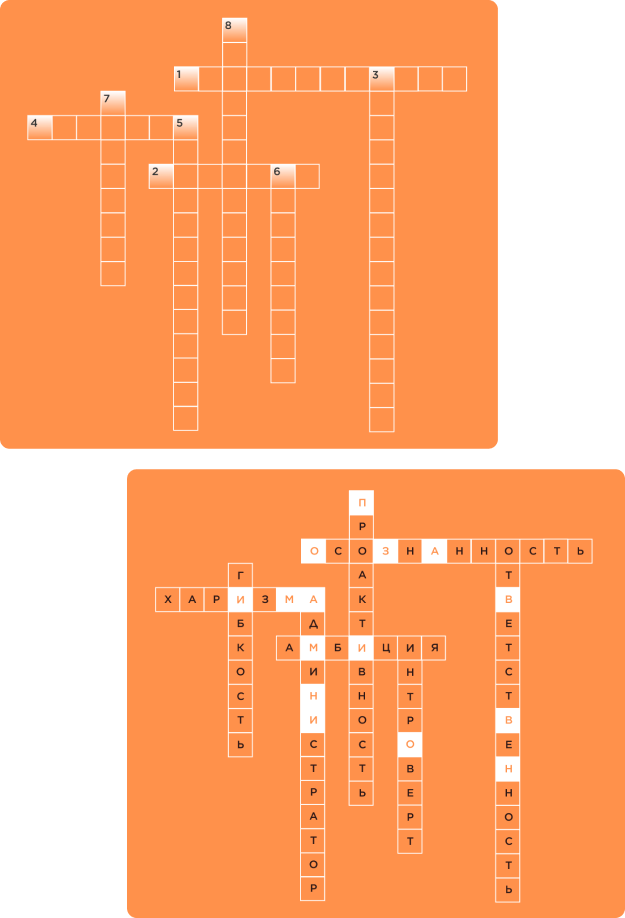 8
1 3
7
4 5
2 6
ПРОАКТИВНОСТЬ
ОСОЗНАННОСТЬ
ОТВЕТСТВЕННОСТЬ
ГИБКОСТЬ
ХАРИЗМА
АДМИНИСТРАТОР
АМБИЦИЯ
ИНТРОВЕРТ